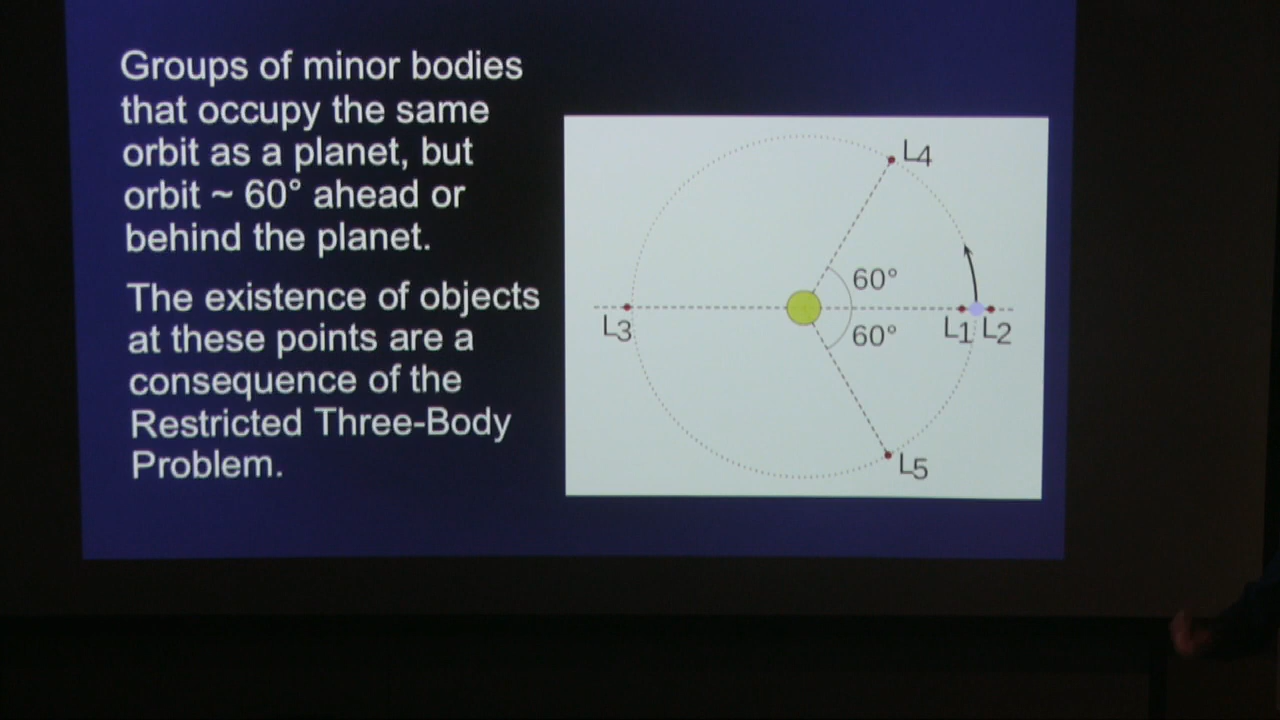 Groups of minor bodies
that occupy the same
orbit as a planet, but
orbit ~ 60° ahead or
behind the planet.
The existence of objects
at these points are a
consequence of the
Restricted Three-Body
Problem.
L4
60°
L3
60°
L1
L2
L5